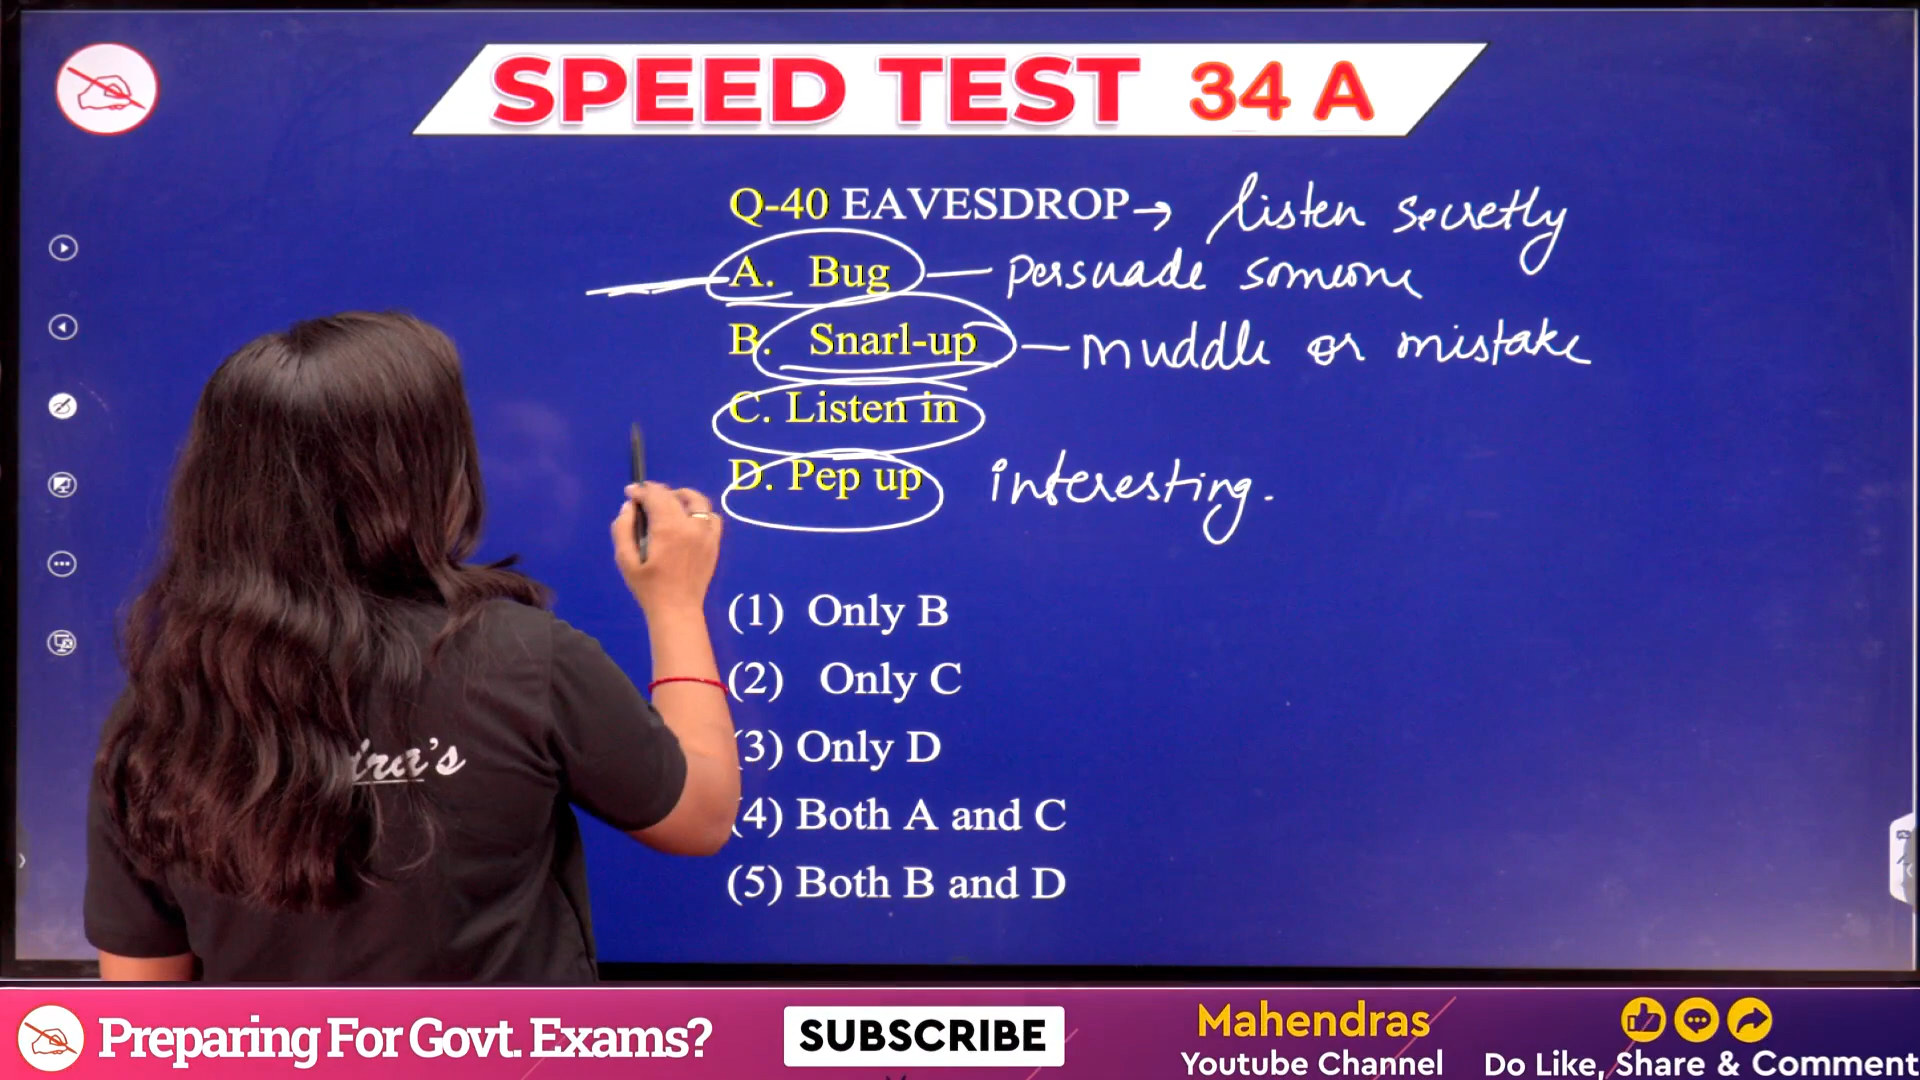 SPEED TEST 34 A
Q-40 EAVESDROP → listen secretly
A. Bug — persuade someone
B. Snarl-up — muddle or mistake
C. Listen in
D. Pep up interesting.
(1) Only B
(2) Only C
(3) Only D
(4) Both A and C
(5) Both B and D
ira's
Preparing For Govt. Exams?
SUBSCRIBE
Mahendras
Youtube Channel
Do Like, Share & Comment